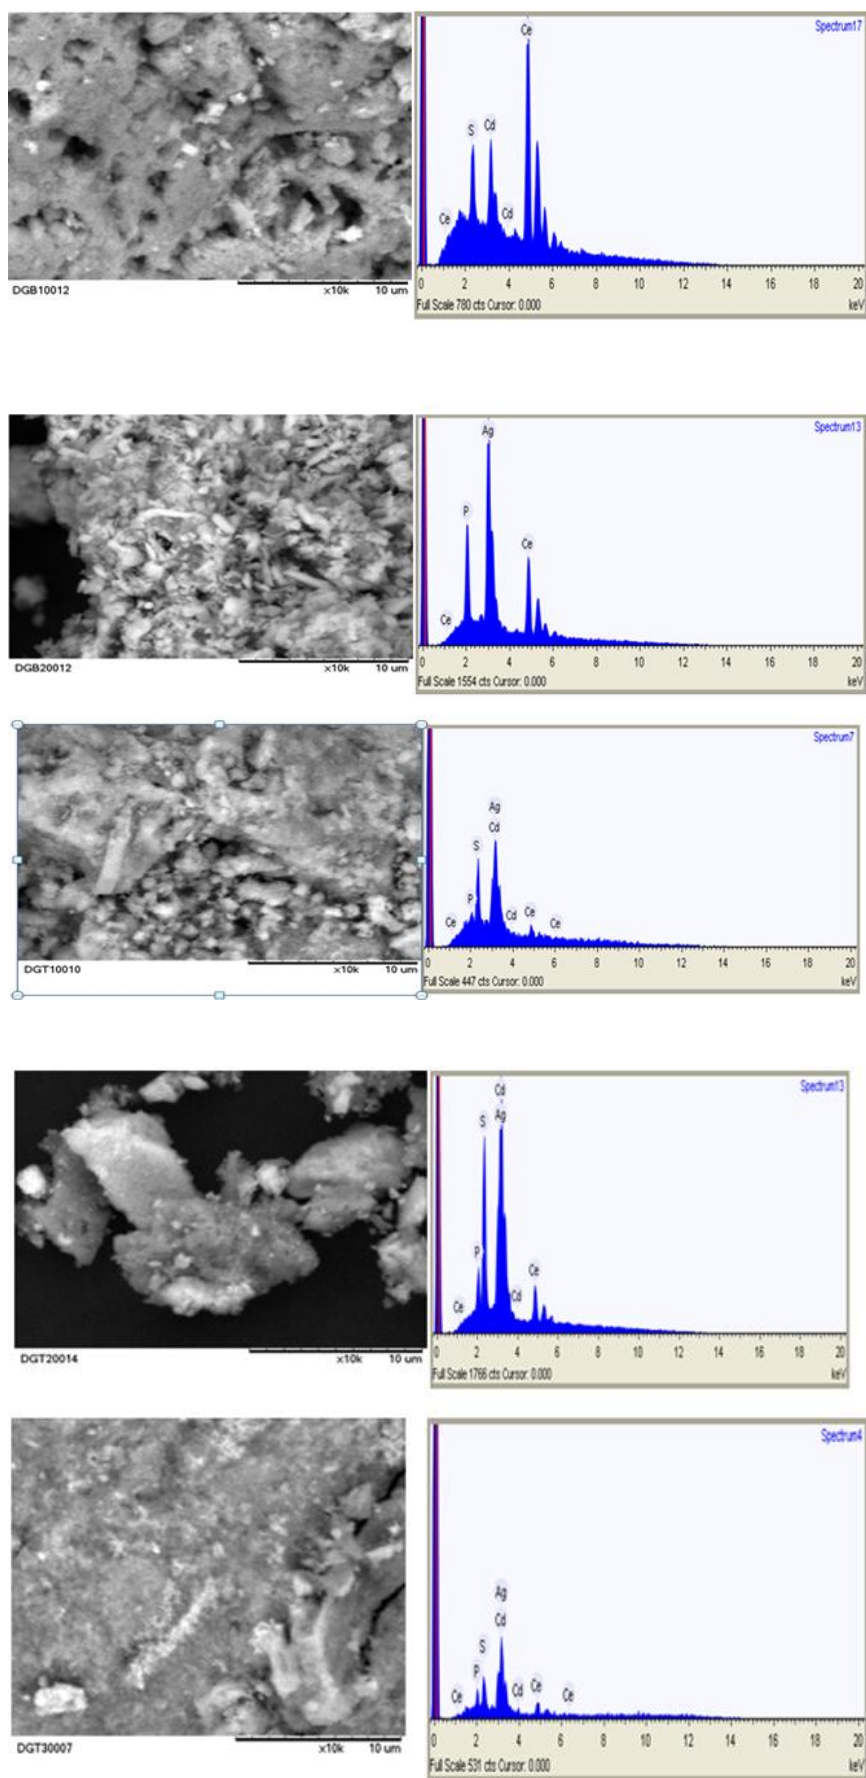 Spectrum17
Ce
S
Cd
Cd
Ce
0 2 4 6 8 10 12 14 16 18 20
Full Scale 780 cts Cursor: 0.000 keV
DGB10012 x10k 10 um
Spectrum13
Ag
P
Ce
Ce
0 2 4 6 8 10 12 14 16 18 20
Full Scale 1554 cts Cursor: 0.000 keV
DGB20012 x10k 10 um
Spectrum7
Ag
Cd
S
P
Ce
Cd
Ce
Ce
0 2 4 6 8 10 12 14 16 18 20
Full Scale 447 cts Cursor: 0.000 keV
DGT10010 x10k 10 um
Spectrum13
Cd
Ag
S
P
Ce
Cd
Ce
0 2 4 6 8 10 12 14 16 18 20
Full Scale 1766 cts Cursor: 0.000 keV
DGT20014 x10k 10 um
Spectrum4
Ag
Cd
S
P
Ce
Cd
Ce
Ce
0 2 4 6 8 10 12 14 16 18 20
Full Scale 531 cts Cursor: 0.000 keV
DGT30007 x10k 10 um